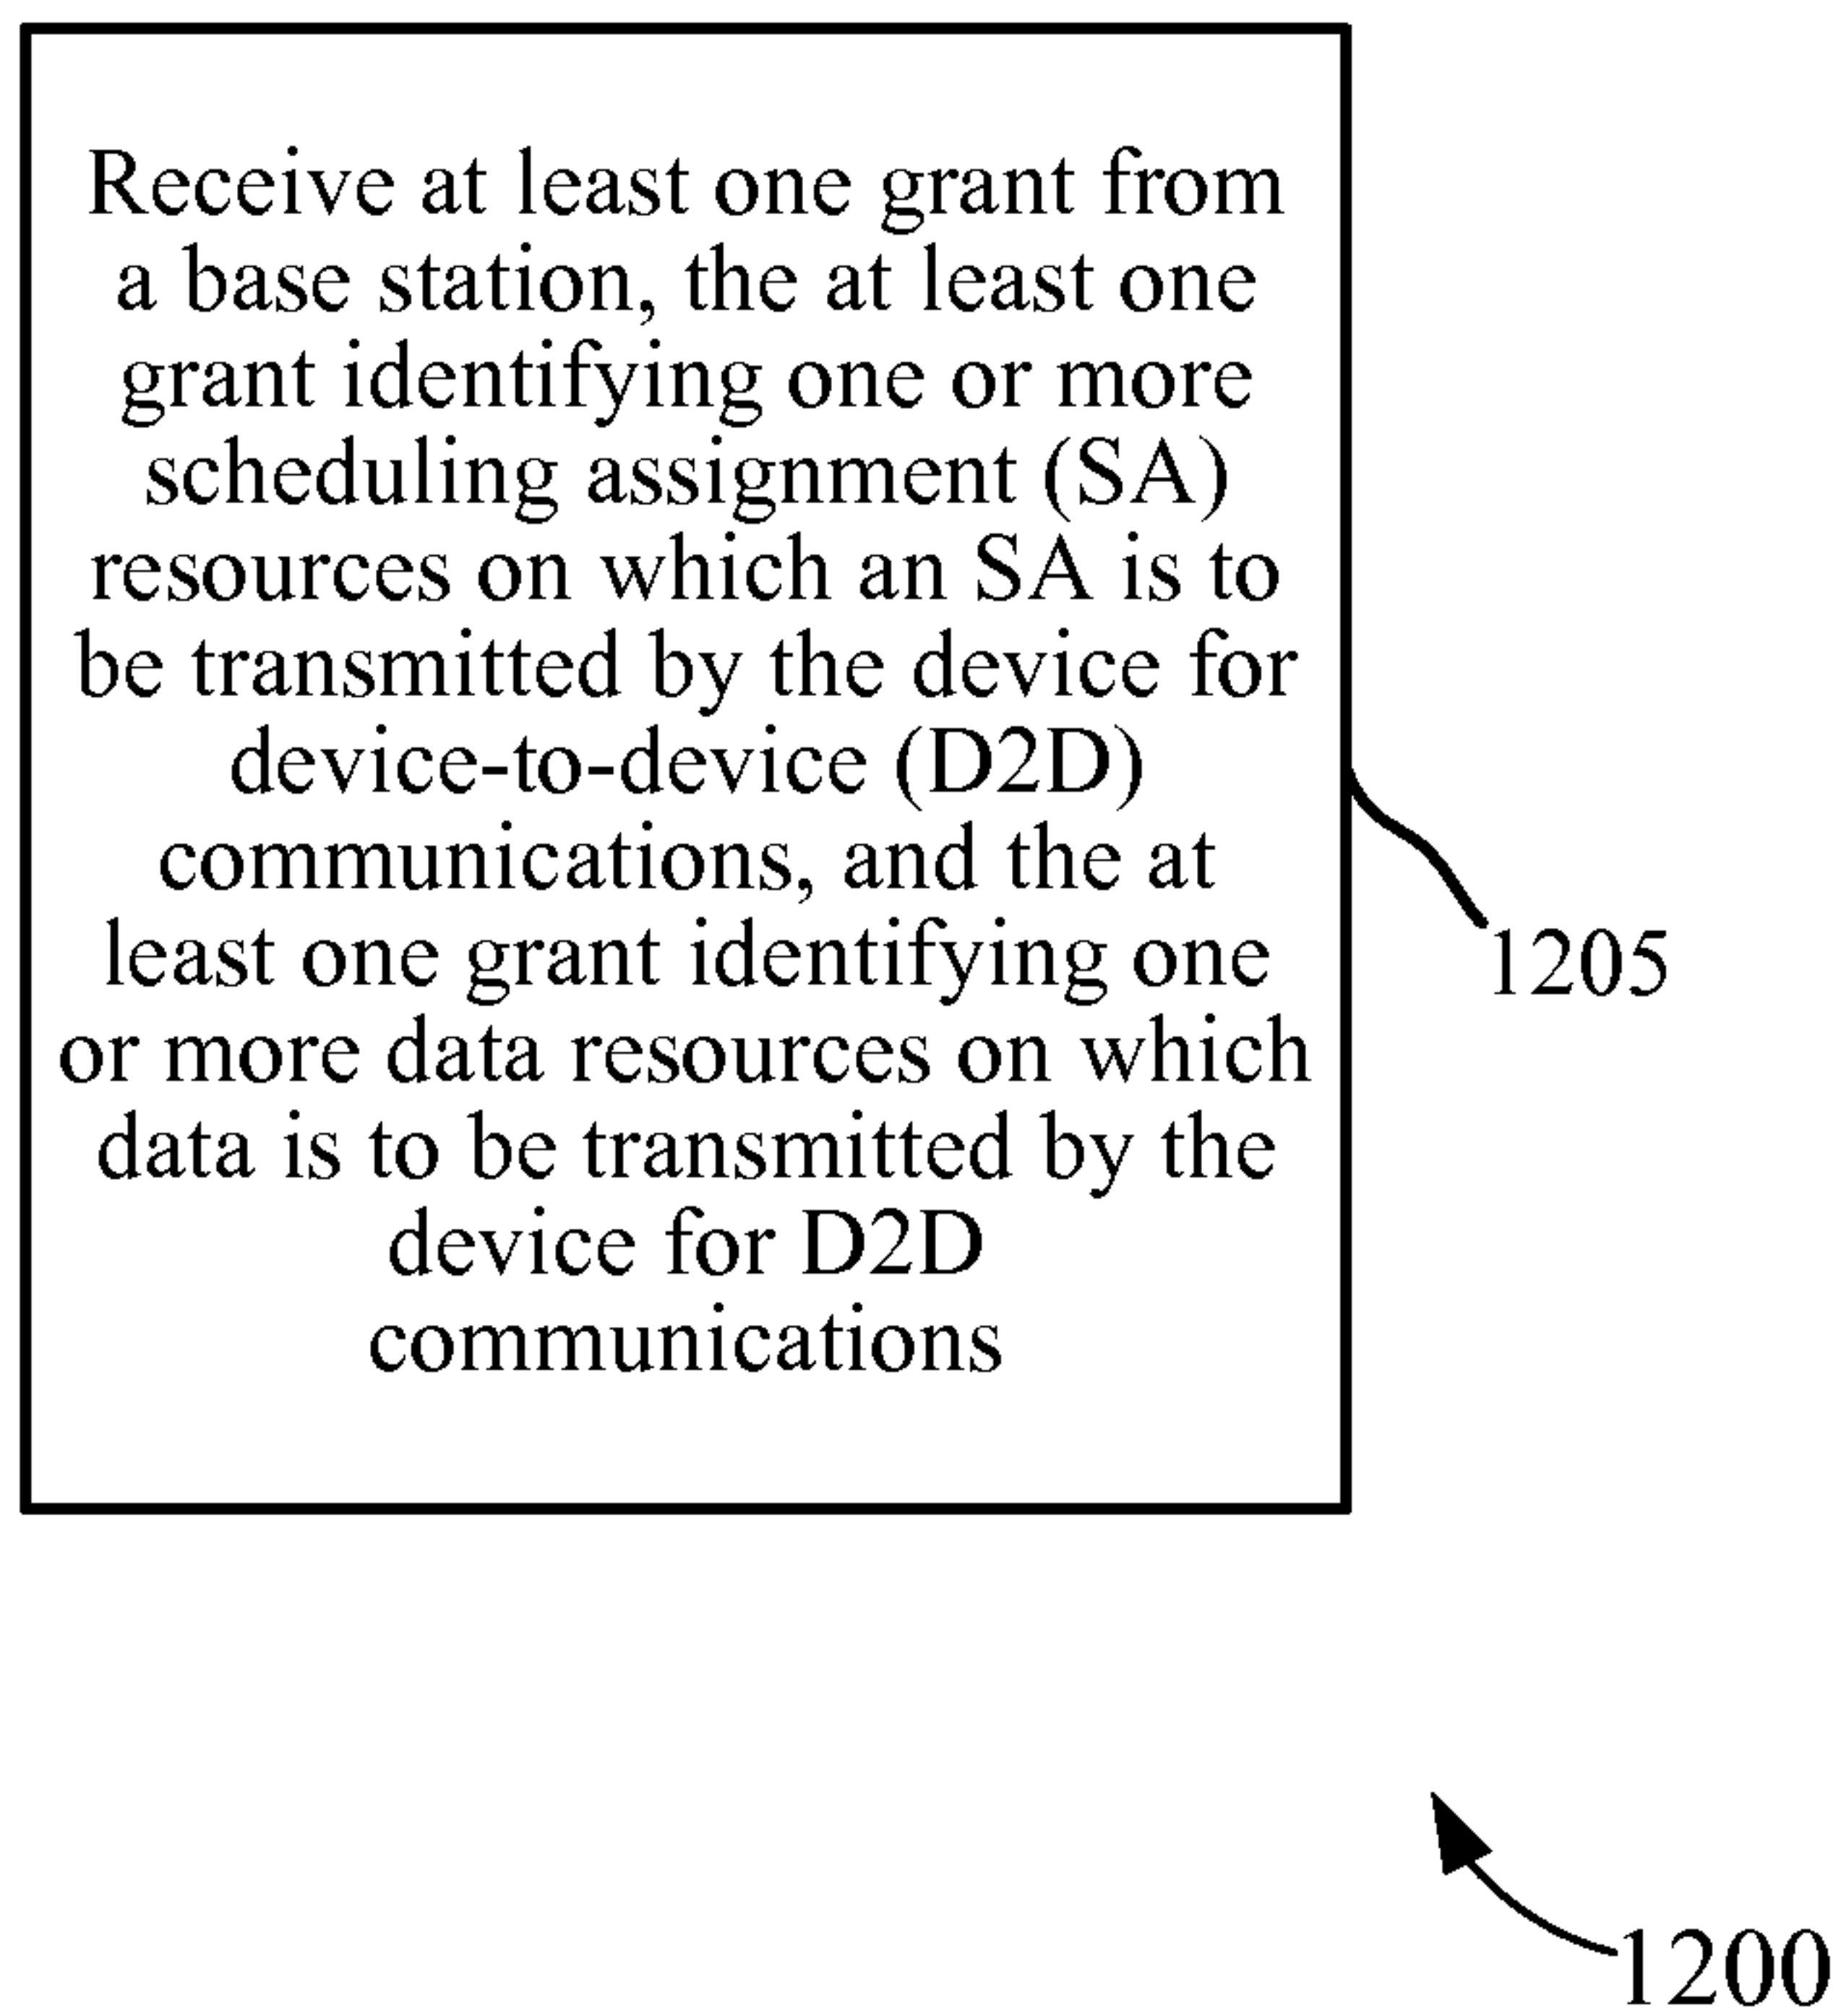 Receive at least one grant from
a base station, the at least one
grant identifying one or more
scheduling assignment (SA)
resources on which an SA is to
be transmitted by the device for
device-to-device (D2D)
communications, and the at
least one grant identifying one
or more data resources on which
data is to be transmitted by the
device for D2D
communications
1205
1200